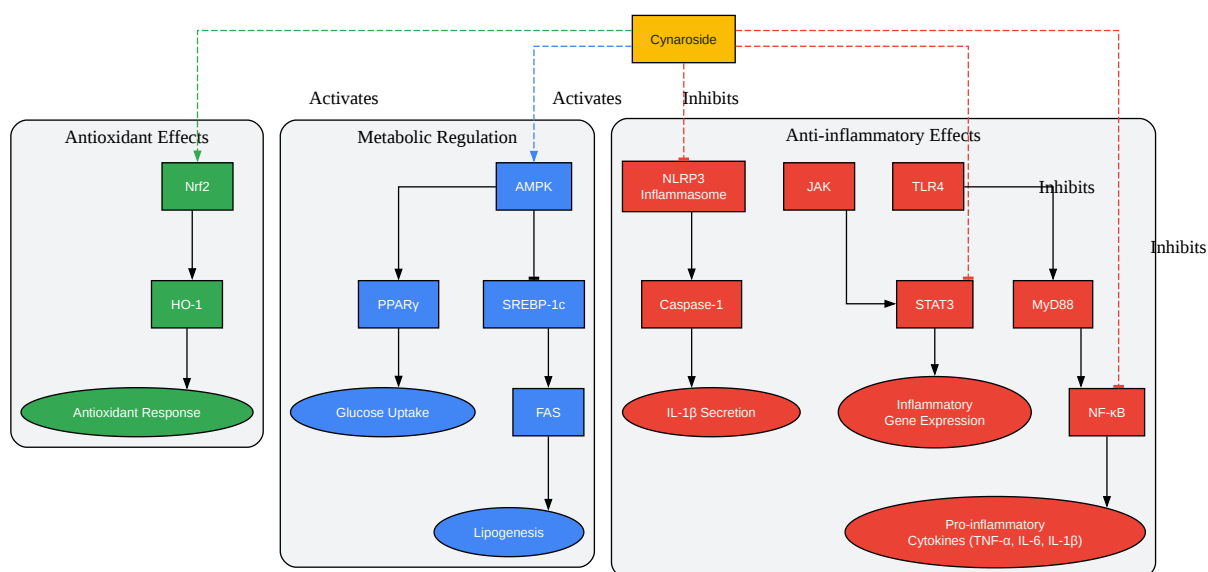 Cynaroside
Activates
Activates
Inhibits
Antioxidant Effects
Metabolic Regulation
Anti-inflammatory Effects
Nrf2
AMPK
NLRP3
Inflammasome
JAK
TLR4
Inhibits
Inhibits
HO-1
PPARγ
SREBP-1c
Caspase-1
STAT3
MyD88
Antioxidant Response
Glucose Uptake
FAS
IL-1β Secretion
Inflammatory
Gene Expression
NF-κB
Lipogenesis
Pro-inflammatory
Cytokines (TNF-α, IL-6, IL-1β)